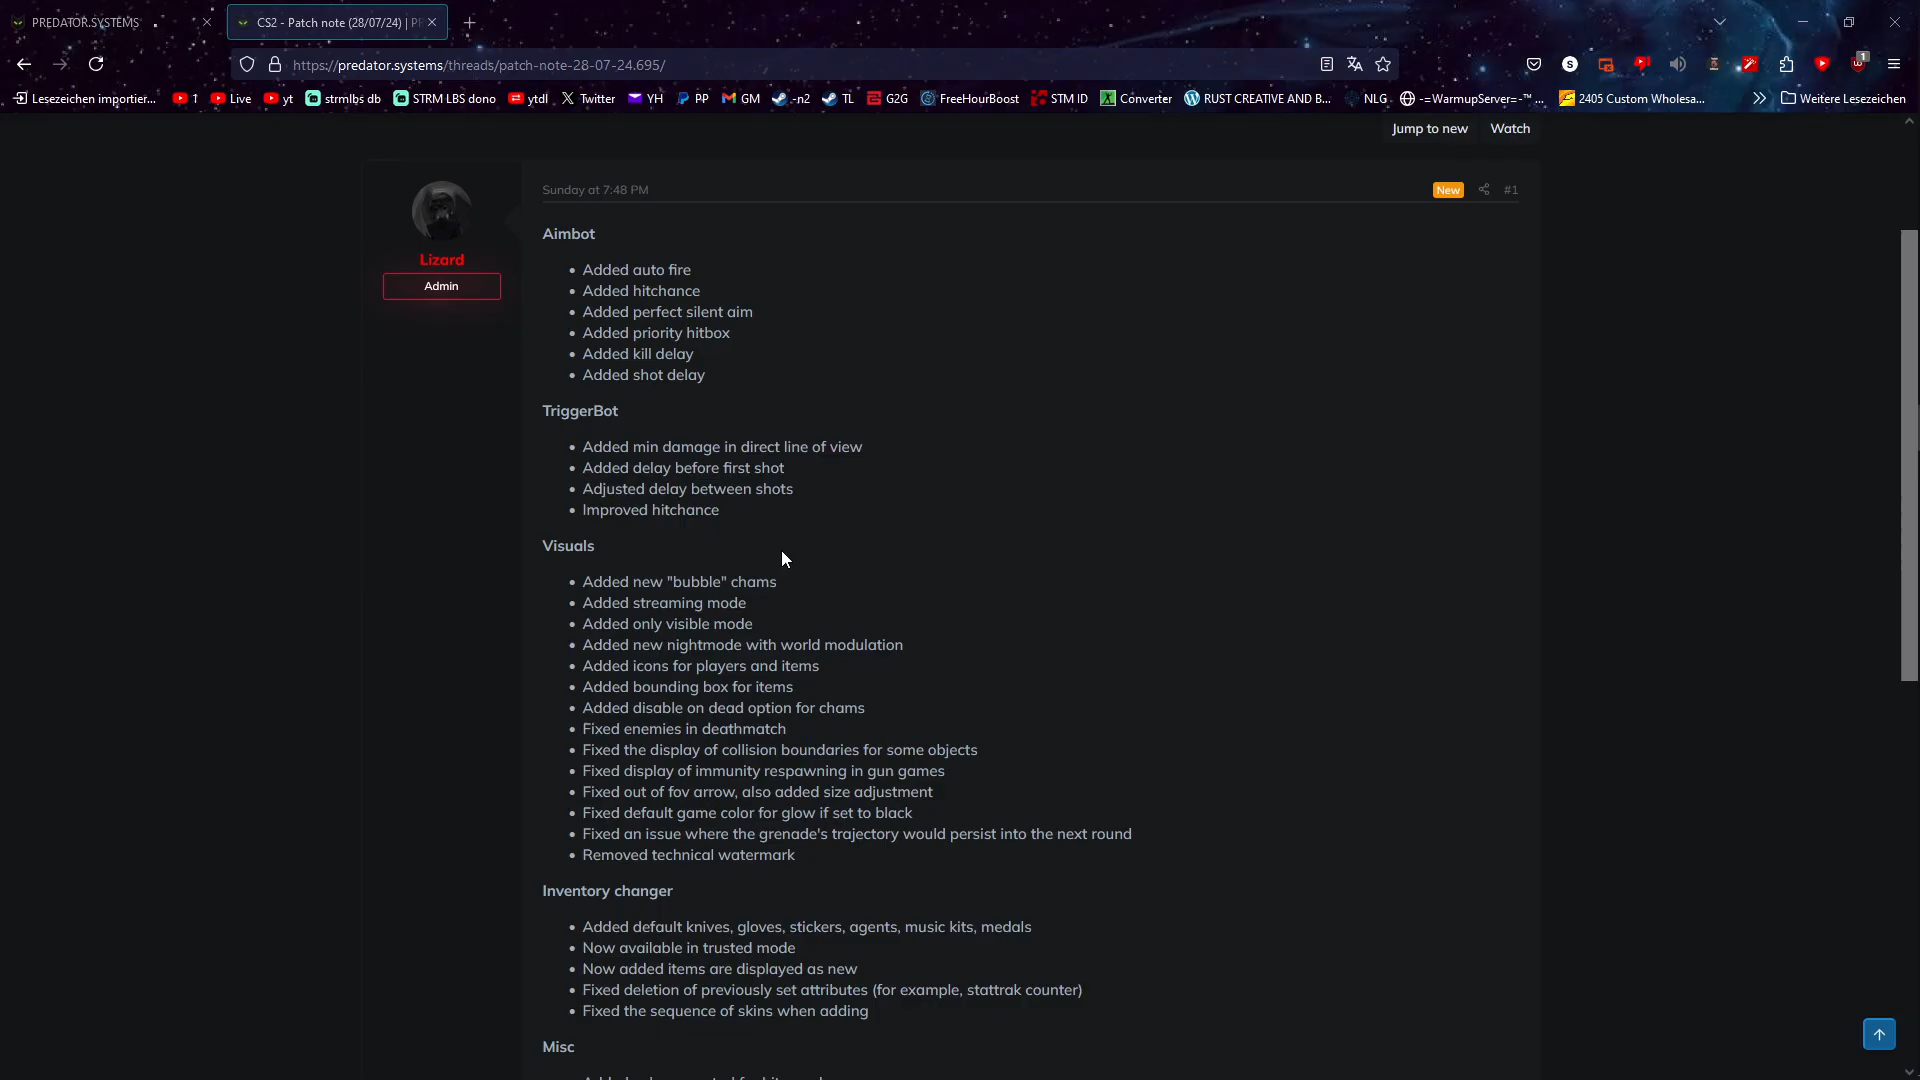 PREDATOR.SYSTEMS
CS2 - Patch note (28/07/24) | P
https://predator.systems/threads/patch-note-28-07-24.695/
1
Lesezeichen importier... 1 Live yt strmlbs db STRM LBS dono ytdl Twitter YH PP GM .-n2 TL G2G FreeHourBoost STM ID Converter RUST CREATIVE AND B... NLG -=WarmupServer=-™ ... 2405 Custom Wholesa... Weitere Lesezeichen
Jump to new Watch
Sunday at 7:48 PM New #1
Lizard
Admin
Aimbot
• Added auto fire
• Added hitchance
• Added perfect silent aim
• Added priority hitbox
• Added kill delay
• Added shot delay
TriggerBot
• Added min damage in direct line of view
• Added delay before first shot
• Adjusted delay between shots
• Improved hitchance
Visuals
• Added new "bubble" chams
• Added streaming mode
• Added only visible mode
• Added new nightmode with world modulation
• Added icons for players and items
• Added bounding box for items
• Added disable on dead option for chams
• Fixed enemies in deathmatch
• Fixed the display of collision boundaries for some objects
• Fixed display of immunity respawning in gun games
• Fixed out of fov arrow, also added size adjustment
• Fixed default game color for glow if set to black
• Fixed an issue where the grenade's trajectory would persist into the next round
• Removed technical watermark
Inventory changer
• Added default knives, gloves, stickers, agents, music kits, medals
• Now available in trusted mode
• Now added items are displayed as new
• Fixed deletion of previously set attributes (for example, stattrak counter)
• Fixed the sequence of skins when adding
Misc